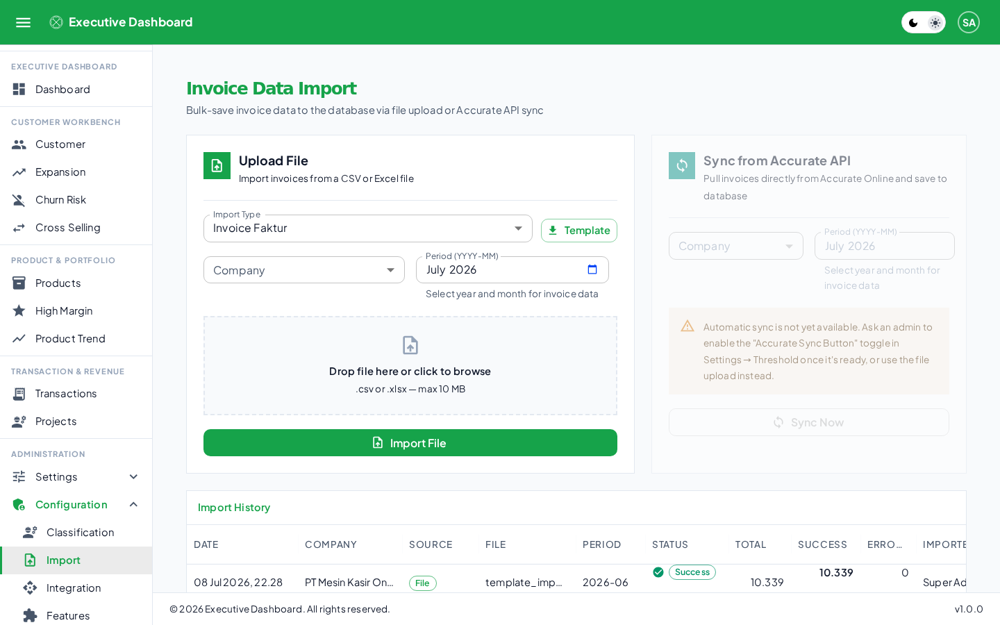 Executive Dashboard
SA
EXECUTIVE DASHBOARD
Dashboard
CUSTOMER WORKBENCH
Customer
Expansion
Churn Risk
Cross Selling
PRODUCT & PORTFOLIO
Products
High Margin
Product Trend
TRANSACTION & REVENUE
Transactions
Projects
ADMINISTRATION
Settings
Configuration
Classification
Import
Integration
Features
Invoice Data Import
Bulk-save invoice data to the database via file upload or Accurate API sync
Upload File
Import invoices from a CSV or Excel file
Import Type
Invoice Faktur
Template
Company
Period (YYYY-MM)
July 2026
Select year and month for invoice data
Drop file here or click to browse
.csv or .xlsx — max 10 MB
Import File
Sync from Accurate API
Pull invoices directly from Accurate Online and save to
database
Company
Period (YYYY-MM)
July 2026
Select year and month for
invoice data
Automatic sync is not yet available. Ask an admin to
enable the "Accurate Sync Button" toggle in
Settings → Threshold once it's ready, or use the file
upload instead.
Sync Now
Import History
DATE COMPANY SOURCE FILE PERIOD STATUS TOTAL SUCCESS ERRO… IMPORTE
08 Jul 2026, 22.28 PT Mesin Kasir On… File template_imp… 2026-06 Success 10.339 10.339 0 Super Ad
© 2026 Executive Dashboard. All rights reserved.
v1.0.0